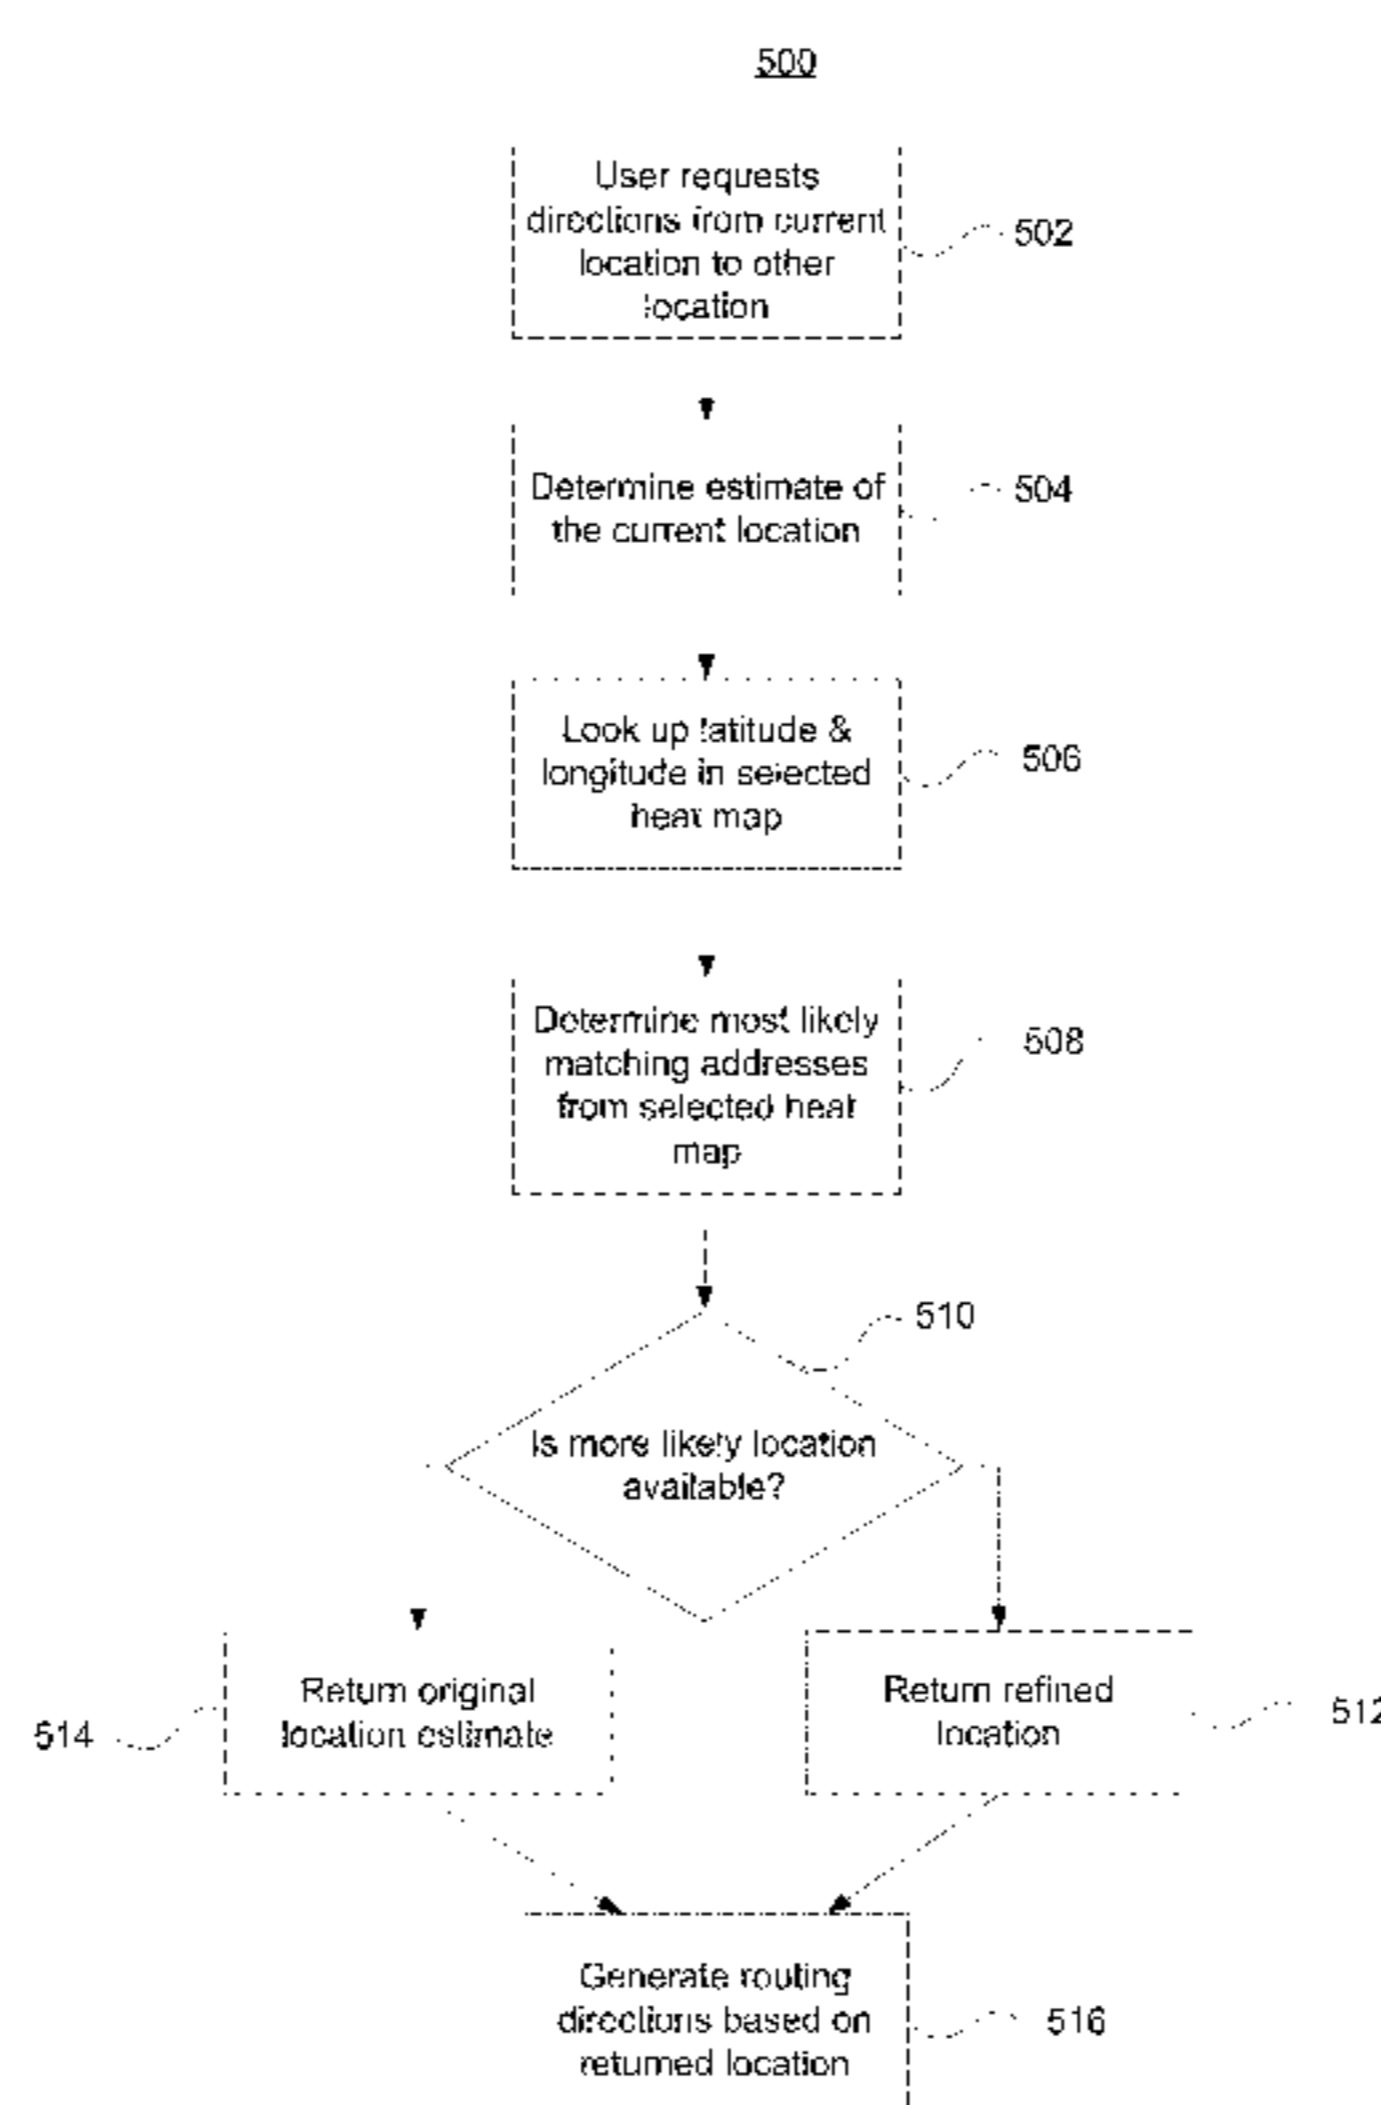 500
User requests
directions from current
location to other
location
502
Determine estimate of
the current location
504
Look up latitude &
longitude in selected
heat map
506
Determine most likely
matching addresses
from selected heat
map
508
510
Is more likely location
available?
Return original
location estimate
514
Return refined
location
512
Generate routing
directions based on
returned location
516